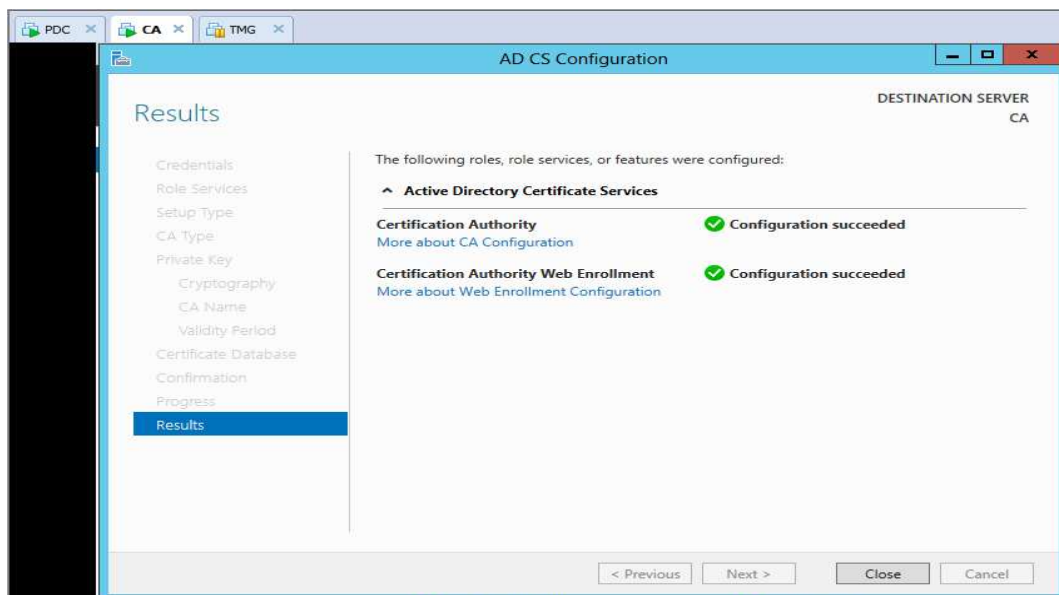 PDC × CA × TMG ×
AD CS Configuration
DESTINATION SERVER
CA
Results
Credentials
Role Services
Setup Type
CA Type
Private Key
Cryptography
CA Name
Validity Period
Certificate Database
Confirmation
Progress
Results
The following roles, role services, or features were configured:
Active Directory Certificate Services
Certification Authority Configuration succeeded
More about CA Configuration
Certification Authority Web Enrollment Configuration succeeded
More about Web Enrollment Configuration
< Previous Next > Close Cancel